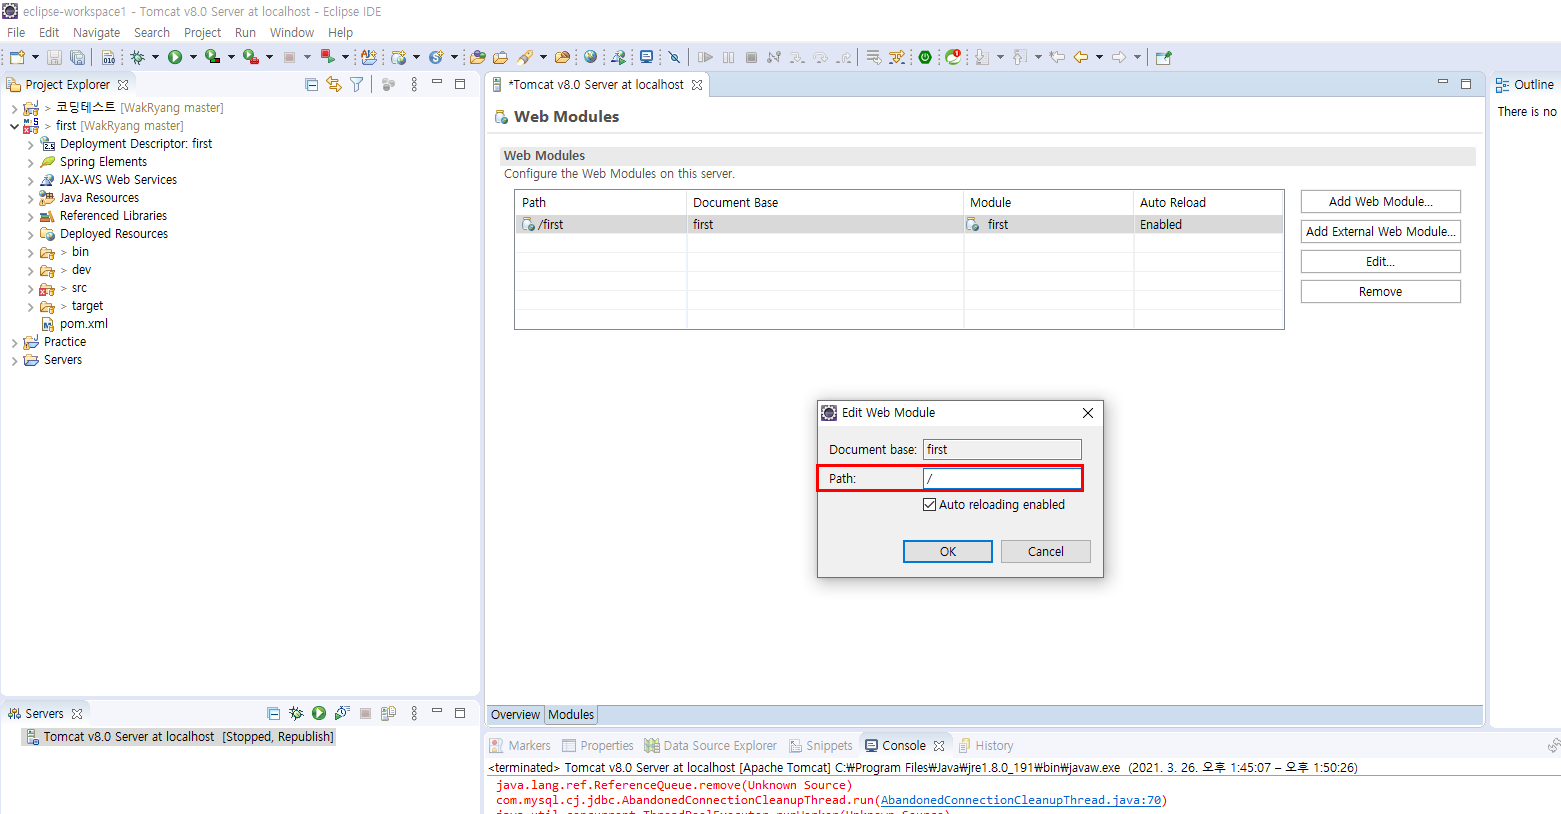 eclipse-workspace1 - Tomcat v8.0 Server at localhost - Eclipse IDE
File Edit Navigate Search Project Run Window Help
Project Explorer
> 코딩테스트 [WakRyang master]
> first [WakRyang master]
Deployment Descriptor: first
Spring Elements
JAX-WS Web Services
Java Resources
Referenced Libraries
Deployed Resources
> bin
> dev
> src
> target
pom.xml
Practice
Servers
*Tomcat v8.0 Server at localhost
Web Modules
Web Modules
Configure the Web Modules on this server.
Path Document Base Module Auto Reload
/first first first Enabled
Add Web Module...
Add External Web Module...
Edit...
Remove
Edit Web Module
Document base: first
Path: /
Auto reloading enabled
OK Cancel
Overview Modules
Outline
There is no
Servers
Tomcat v8.0 Server at localhost [Stopped, Republish]
Markers Properties Data Source Explorer Snippets Console History
<terminated> Tomcat v8.0 Server at localhost [Apache Tomcat] C:₩Program Files₩Java₩jre1.8.0_191₩bin₩javaw.exe (2021. 3. 26. 오후 1:45:07 – 오후 1:50:26)
java.lang.ref.ReferenceQueue.remove(Unknown Source)
com.mysql.cj.jdbc.AbandonedConnectionCleanupThread.run(AbandonedConnectionCleanupThread.java:70)
java.util.concurrent.ThreadPoolExecutor.runWorker(Unknown Source)